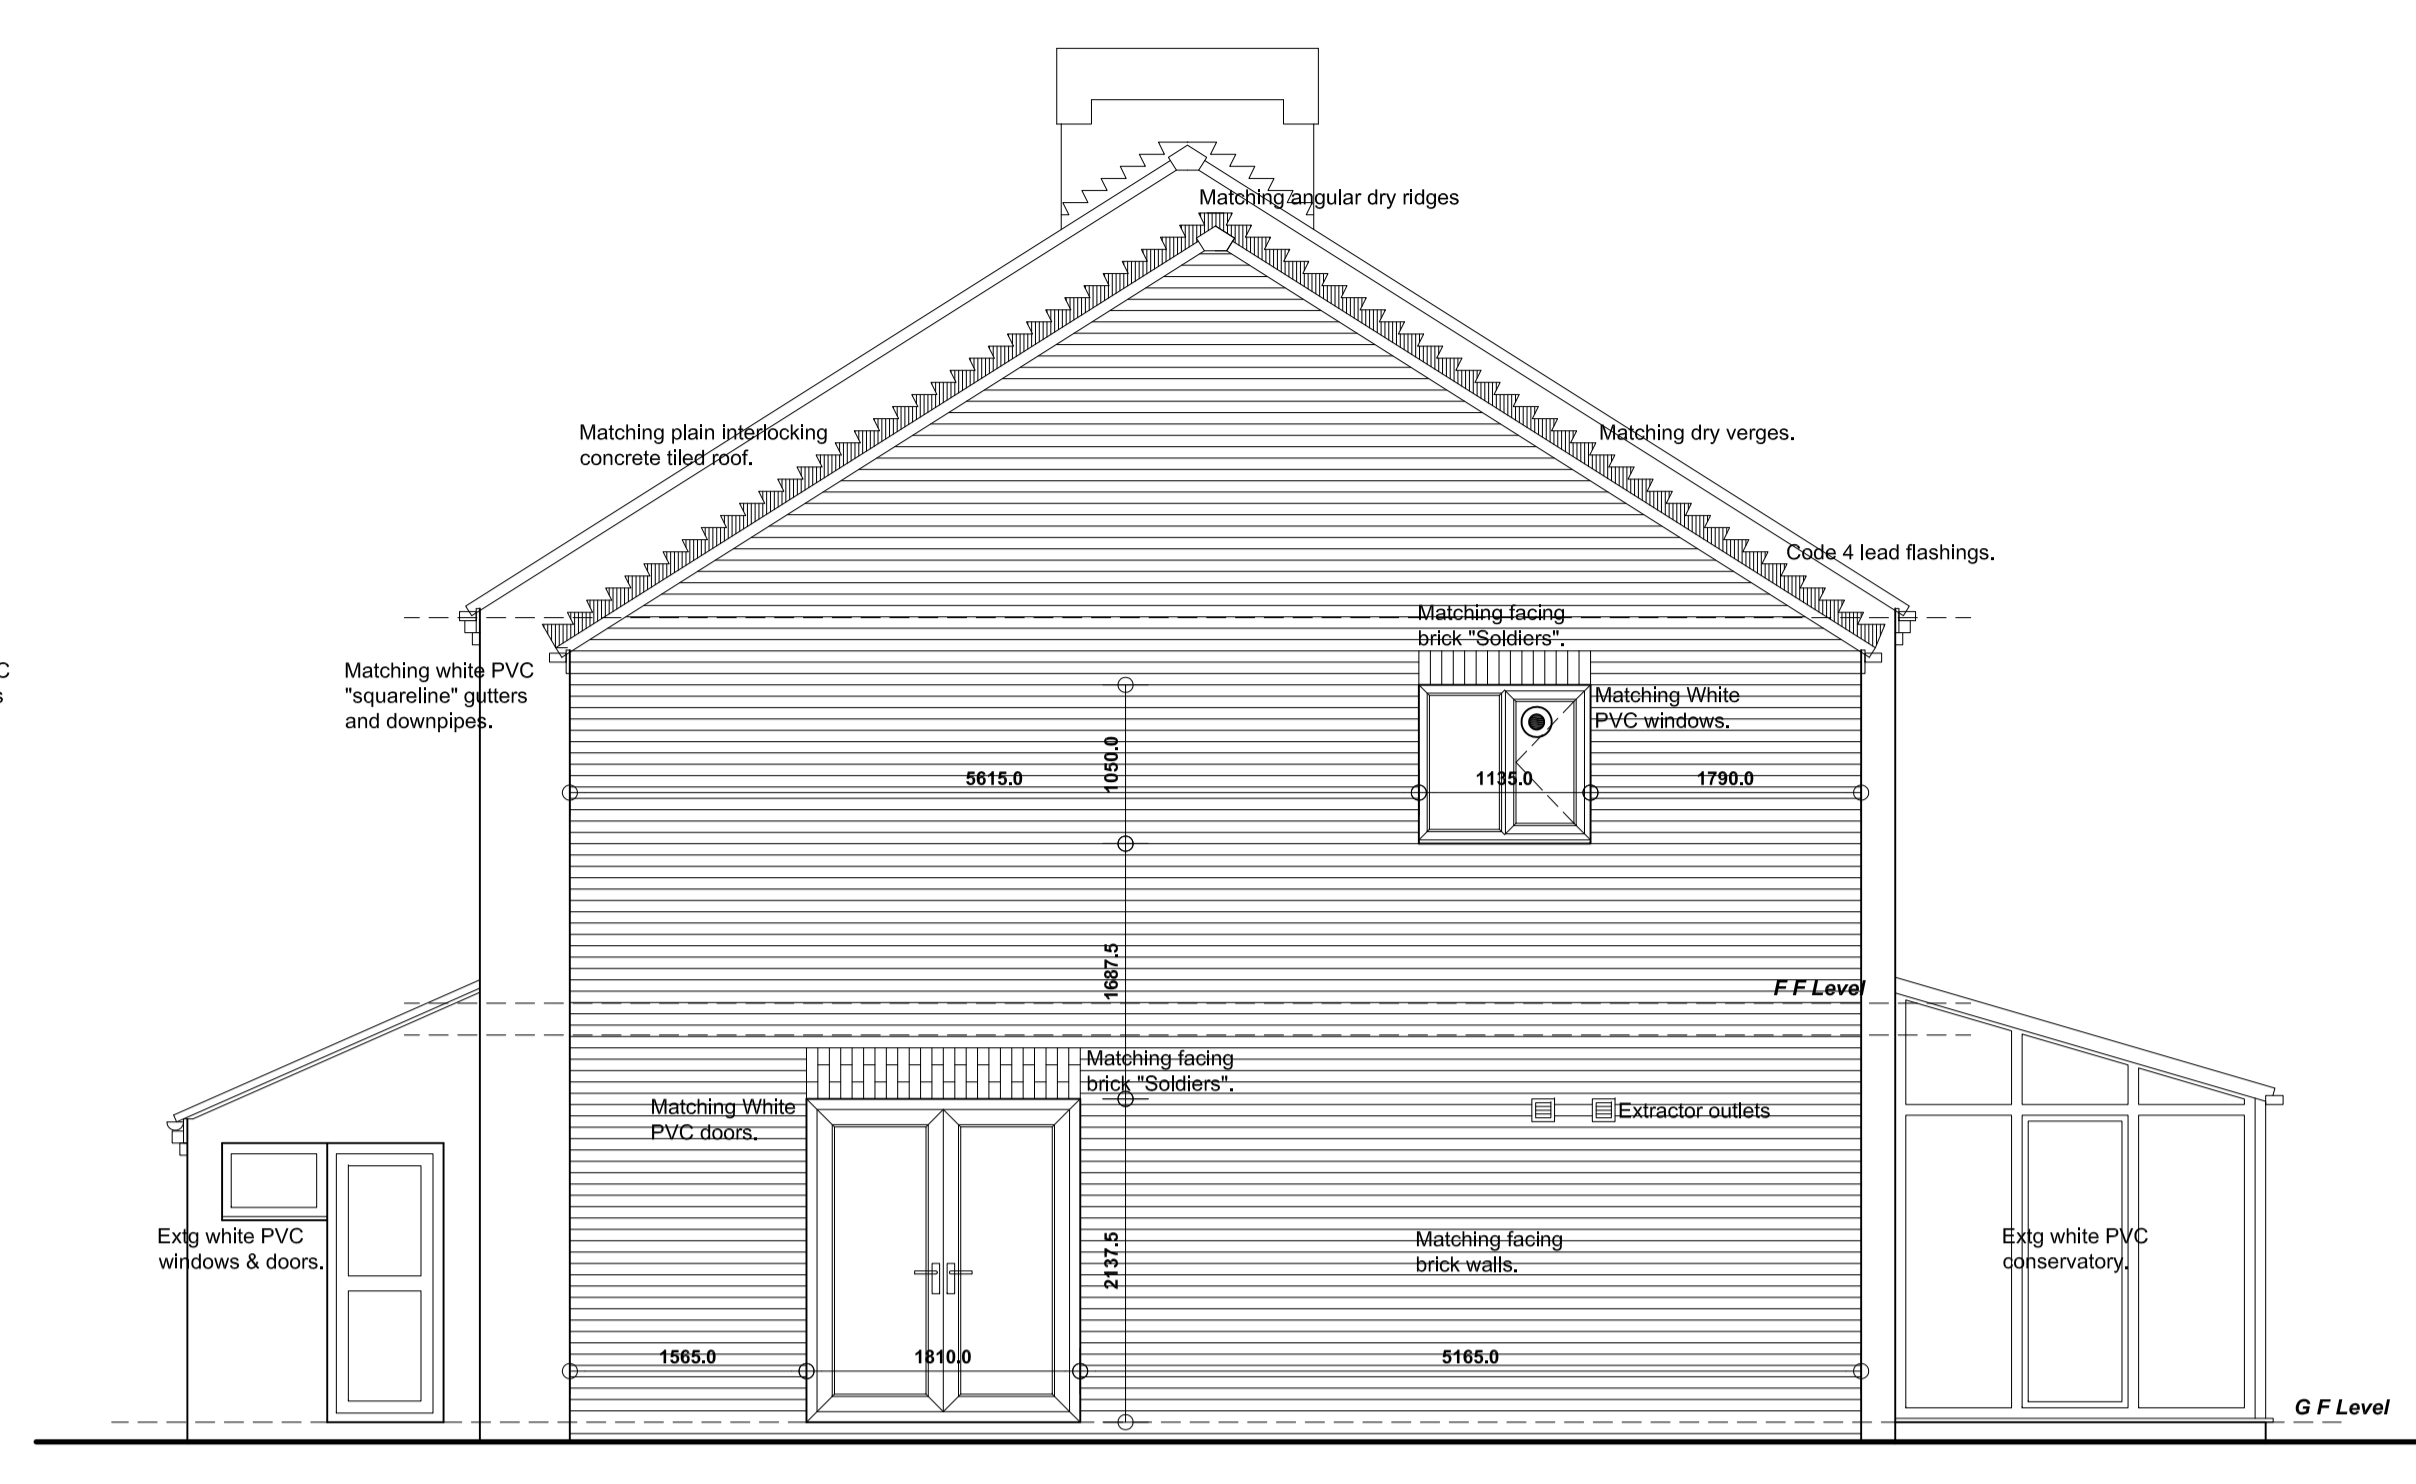 Matching angular dry ridges
Matching plain interlocking
concrete tiled roof.
Matching dry verges.
Code 4 lead flashings.
Matching facing
brick "Soldiers".
C
s
Matching white PVC
"squareline" gutters
and downpipes.
Matching White
PVC windows.
1050.0
5615.0
1135.0
1790.0
1687.5
F F Level
Matching facing
brick "Soldiers".
Matching White
PVC doors.
Extractor outlets
Extg white PVC
windows & doors.
2137.5
Matching facing
brick walls.
Extg white PVC
conservatory.
1565.0
1810.0
5165.0
G F Level